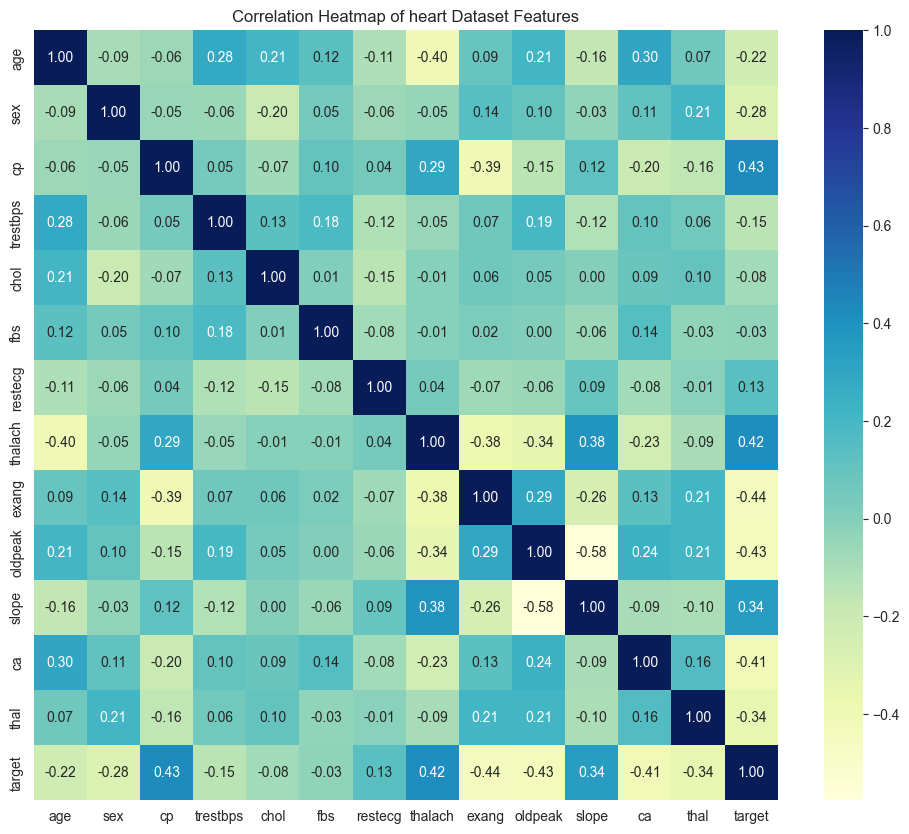 Correlation Heatmap of heart Dataset Features
age 1.00 -0.09 -0.06 0.28 0.21 0.12 -0.11 -0.40 0.09 0.21 -0.16 0.30 0.07 -0.22
sex -0.09 1.00 -0.05 -0.06 -0.20 0.05 -0.06 -0.05 0.14 0.10 -0.03 0.11 0.21 -0.28
cp -0.06 -0.05 1.00 0.05 -0.07 0.10 0.04 0.29 -0.39 -0.15 0.12 -0.20 -0.16 0.43
trestbps 0.28 -0.06 0.05 1.00 0.13 0.18 -0.12 -0.05 0.07 0.19 -0.12 0.10 0.06 -0.15
chol 0.21 -0.20 -0.07 0.13 1.00 0.01 -0.15 -0.01 0.06 0.05 0.00 0.09 0.10 -0.08
fbs 0.12 0.05 0.10 0.18 0.01 1.00 -0.08 -0.01 0.02 0.00 -0.06 0.14 -0.03 -0.03
restecg -0.11 -0.06 0.04 -0.12 -0.15 -0.08 1.00 0.04 -0.07 -0.06 0.09 -0.08 -0.01 0.13
thalach -0.40 -0.05 0.29 -0.05 -0.01 -0.01 0.04 1.00 -0.38 -0.34 0.38 -0.23 -0.09 0.42
exang 0.09 0.14 -0.39 0.07 0.06 0.02 -0.07 -0.38 1.00 0.29 -0.26 0.13 0.21 -0.44
oldpeak 0.21 0.10 -0.15 0.19 0.05 0.00 -0.06 -0.34 0.29 1.00 -0.58 0.24 0.21 -0.43
slope -0.16 -0.03 0.12 -0.12 0.00 -0.06 0.09 0.38 -0.26 -0.58 1.00 -0.09 -0.10 0.34
ca 0.30 0.11 -0.20 0.10 0.09 0.14 -0.08 -0.23 0.13 0.24 -0.09 1.00 0.16 -0.41
thal 0.07 0.21 -0.16 0.06 0.10 -0.03 -0.01 -0.09 0.21 0.21 -0.10 0.16 1.00 -0.34
target -0.22 -0.28 0.43 -0.15 -0.08 -0.03 0.13 0.42 -0.44 -0.43 0.34 -0.41 -0.34 1.00
age sex cp trestbps chol fbs restecg thalach exang oldpeak slope ca thal target
1.0
0.8
0.6
0.4
0.2
0.0
−0.2
−0.4